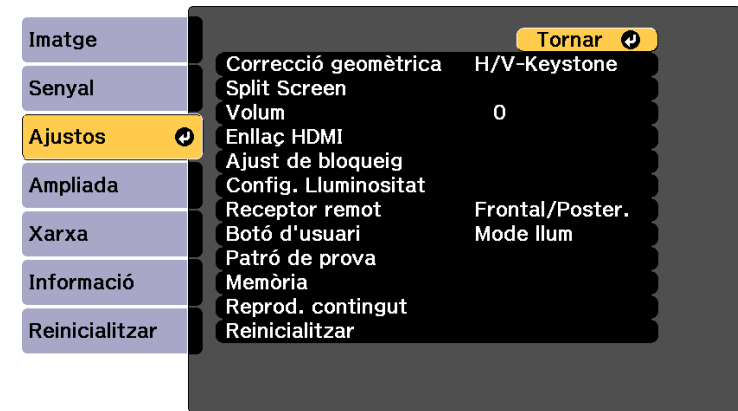 Imatge
Senyal
Ajustos
Ampliada
Xarxa
Informació
Reinicialitzar
Tornar
Correcció geomètrica H/V-Keystone
Split Screen
Volum 0
Enllaç HDMI
Ajust de bloqueig
Config. Lluminositat
Receptor remot Frontal/Poster.
Botó d'usuari Mode llum
Patró de prova
Memòria
Reprod. contingut
Reinicialitzar